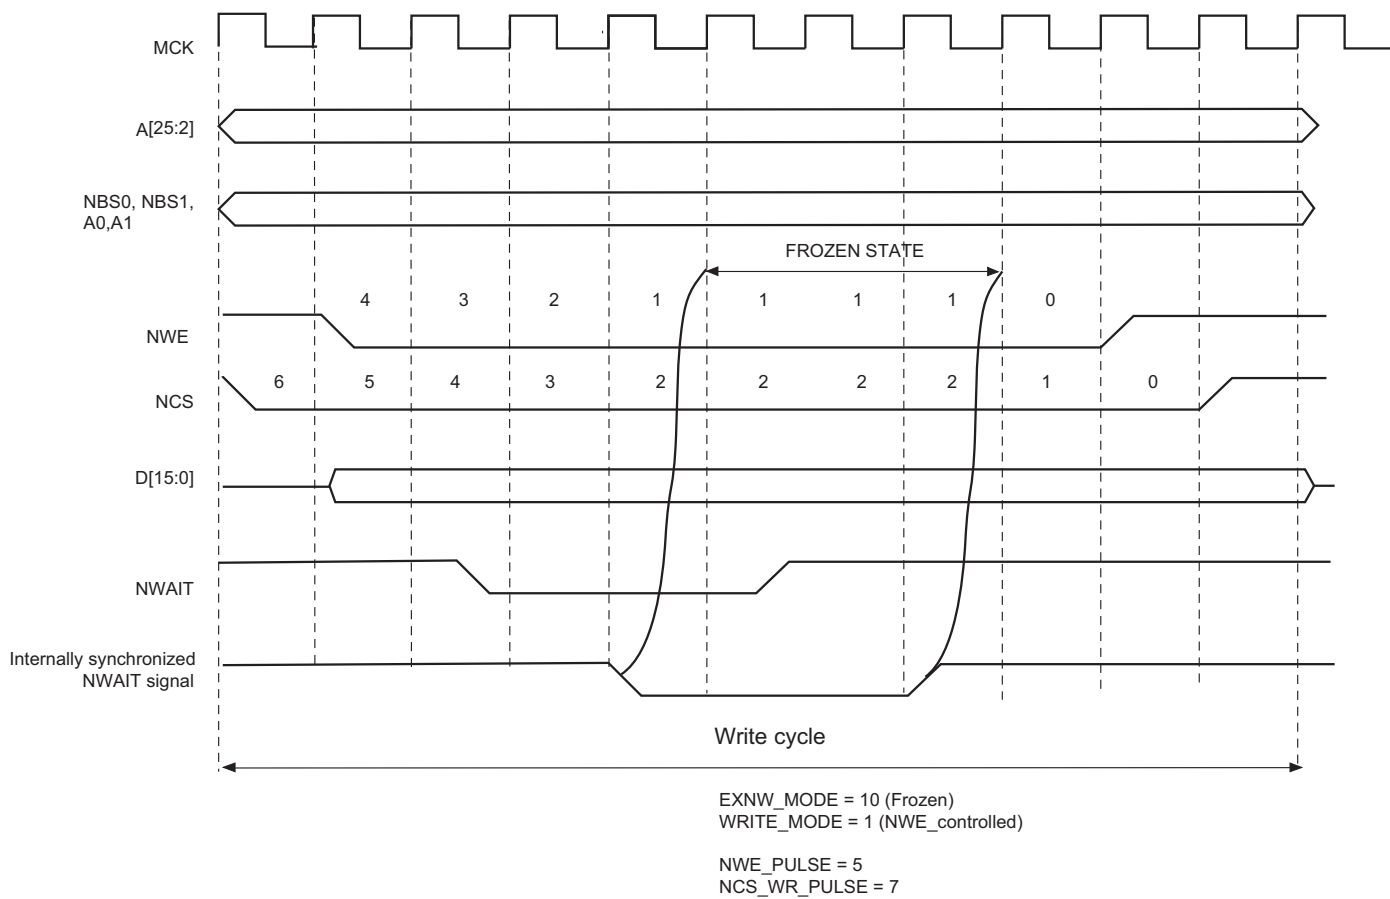 MCK
A[25:2]
NBS0, NBS1,
A0,A1
FROZEN STATE
4 3 2 1 1 1 1 0
NWE
6 5 4 3 2 2 2 2 1 0
NCS
D[15:0]
NWAIT
Internally synchronized
NWAIT signal
Write cycle
EXNW_MODE = 10 (Frozen)
WRITE_MODE = 1 (NWE_controlled)
NWE_PULSE = 5
NCS_WR_PULSE = 7